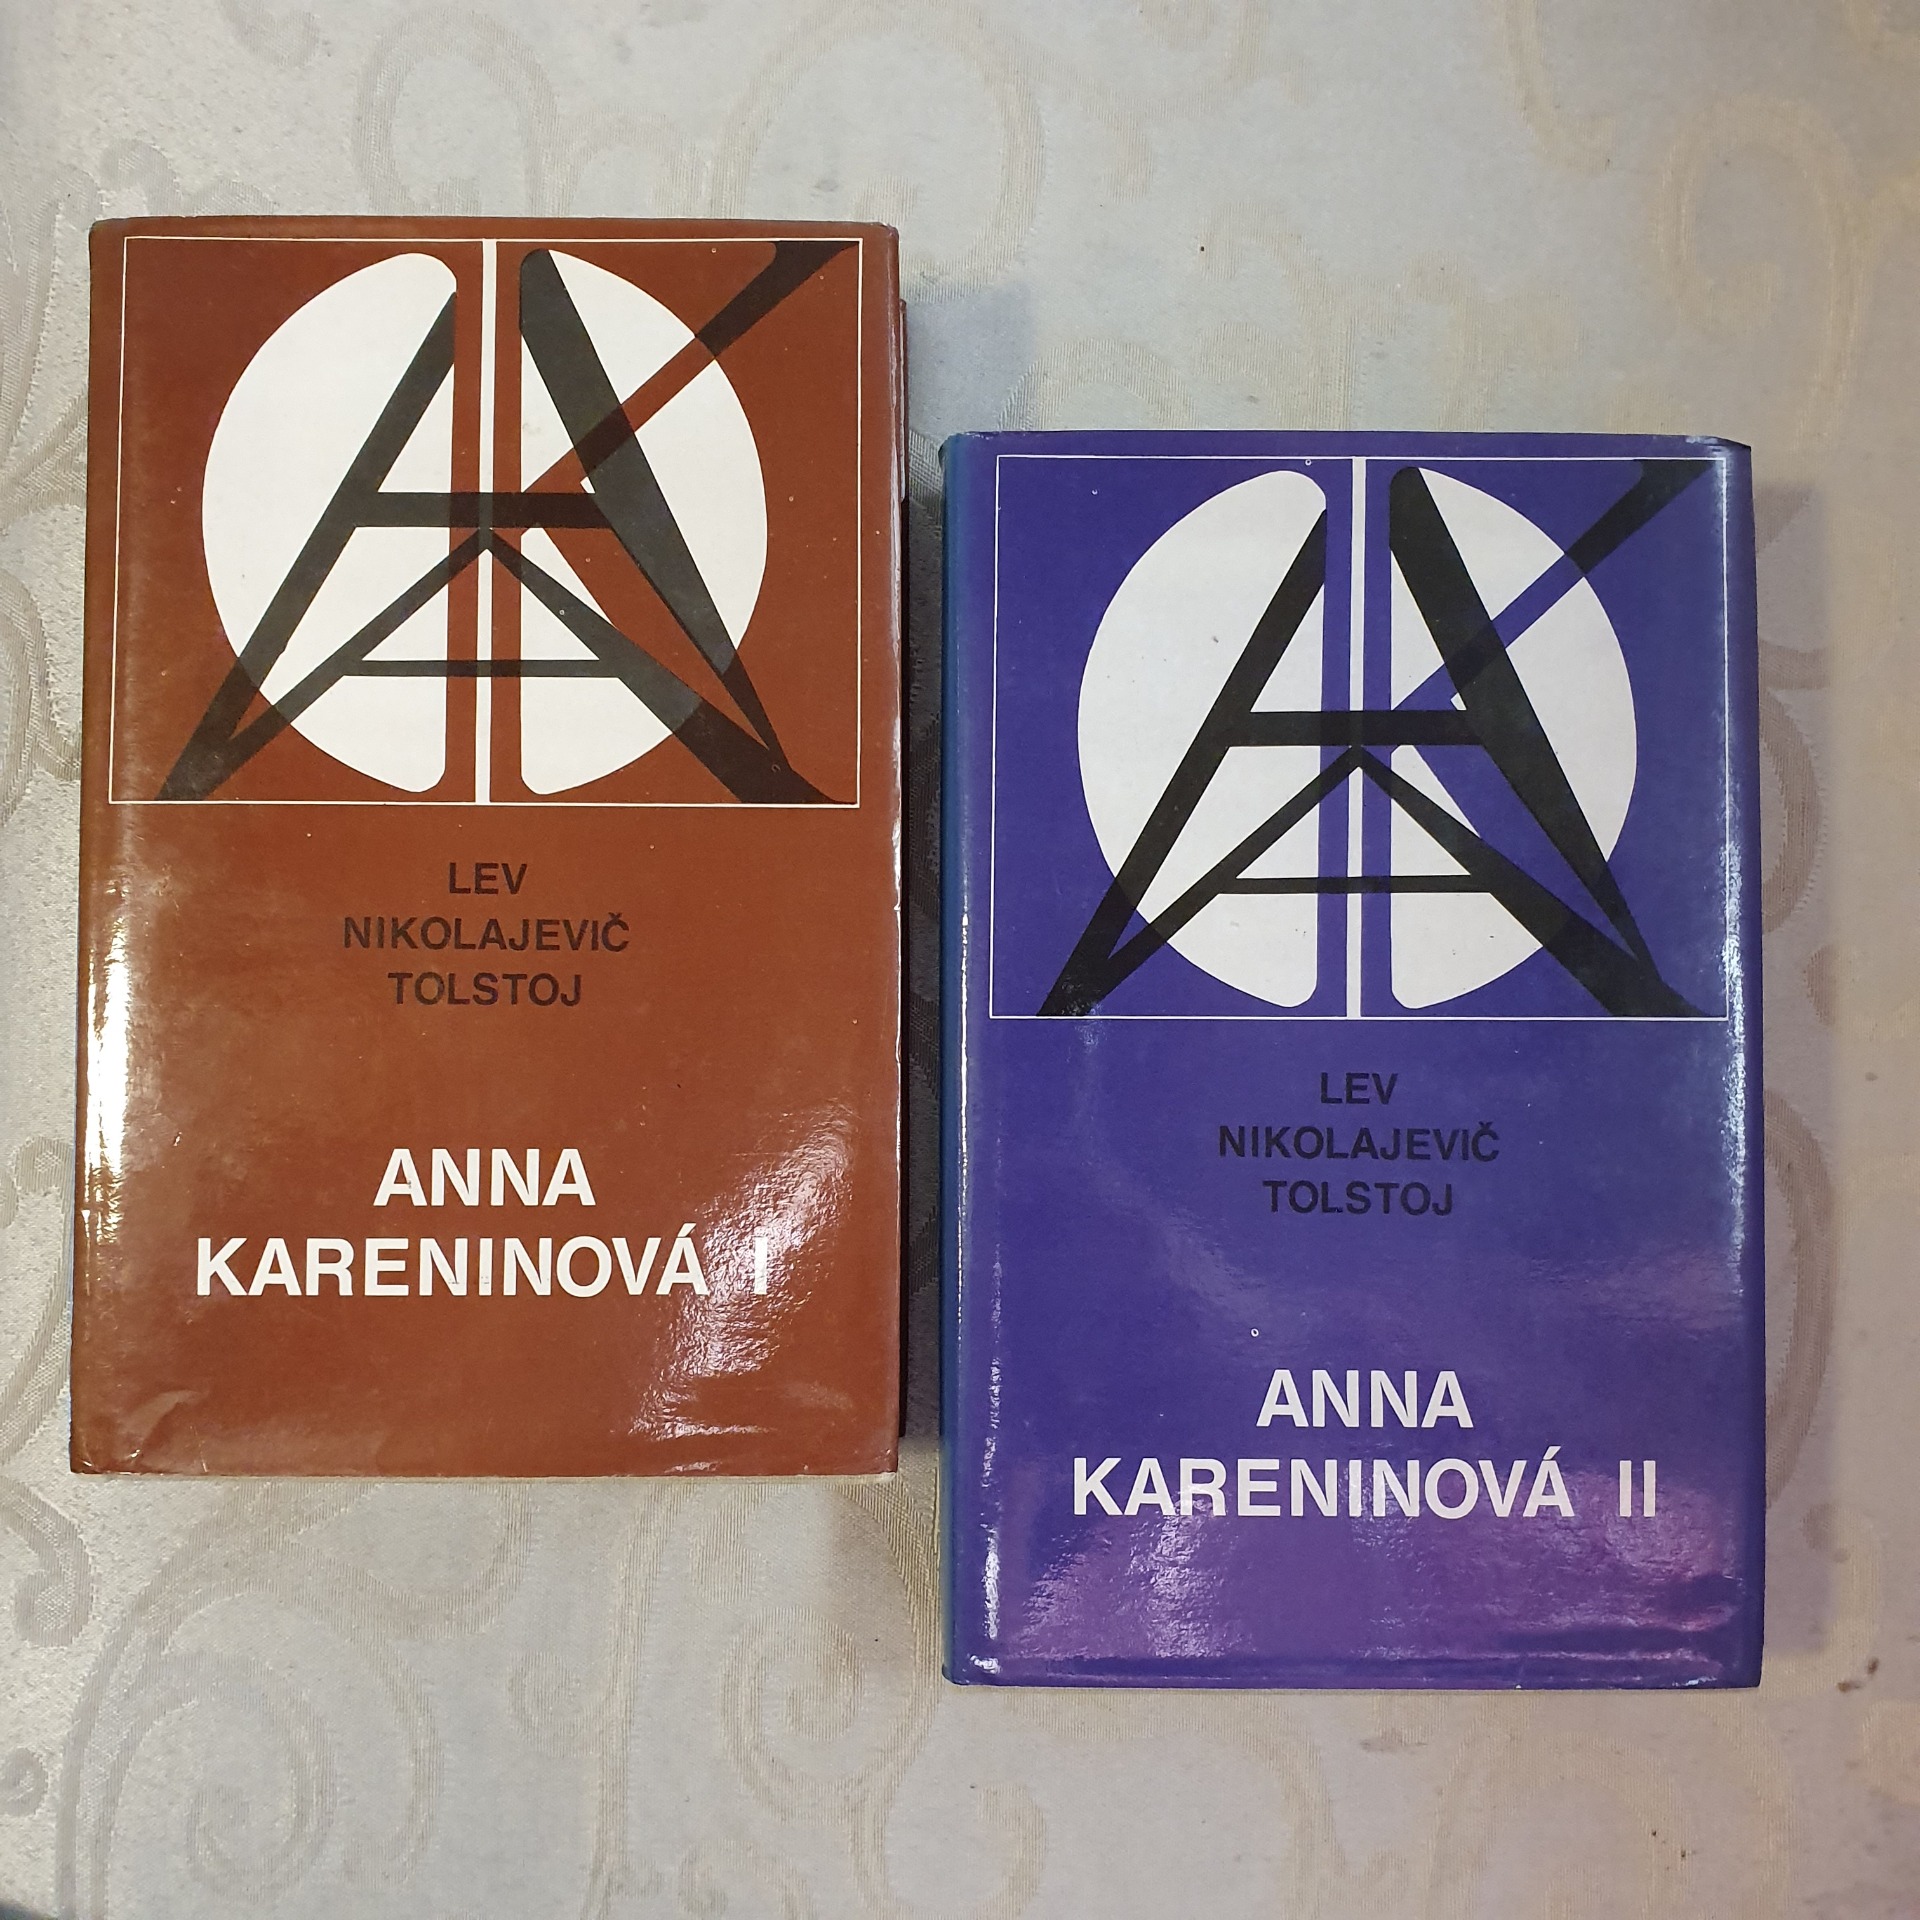 LEV
NIKOLAJEVIČ
TOLSTOJ
ANNA
KARENINOVÁ I
LEV
NIKOLAJEVIČ
TOLSTOJ
ANNA
KARENINOVÁ II